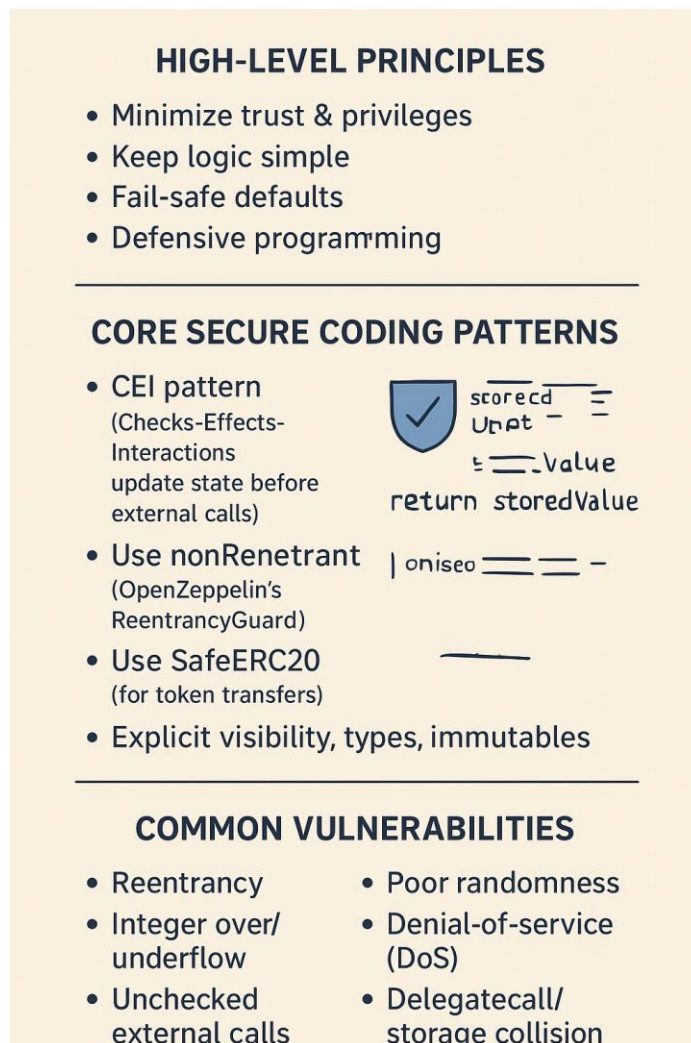 HIGH-LEVEL PRINCIPLES
• Minimize trust & privileges
• Keep logic simple
• Fail-safe defaults
• Defensive programming
CORE SECURE CODING PATTERNS
• CEI pattern
(Checks-Effects-
Interactions
update state before
external calls)
scorecd
Value
return storedValue
• Use nonRenetrant
(OpenZeppelin's
ReentrancyGuard)
oniseo
• Use SafeERC20
(for token transfers)
• Explicit visibility, types, immutables
COMMON VULNERABILITIES
• Reentrancy
• Integer over/
underflow
• Unchecked
external calls
• Poor randomness
• Denial-of-service
(DoS)
• Delegatecall/
storage collision